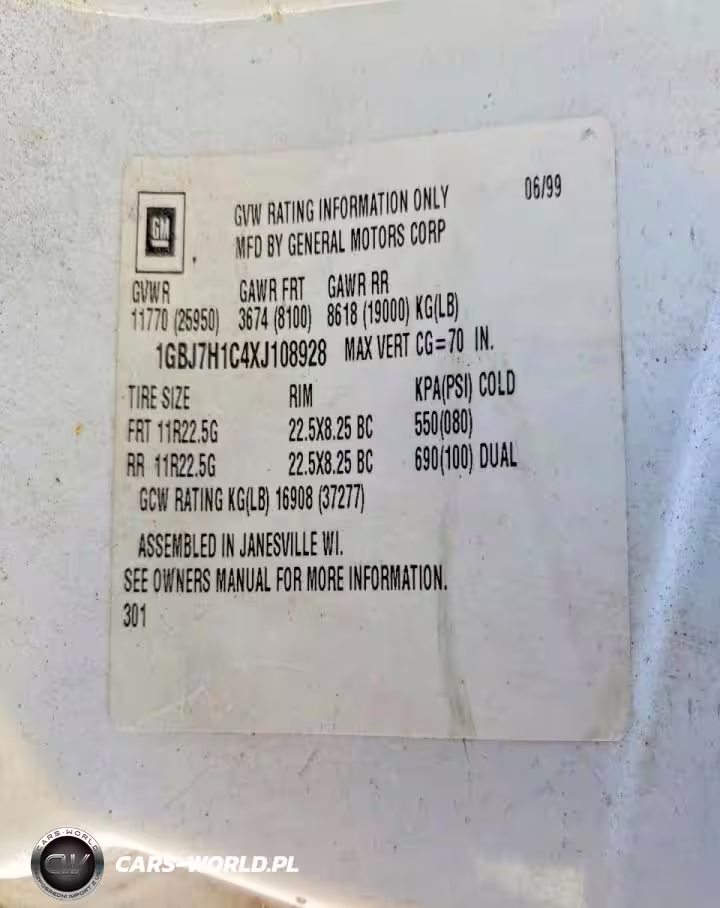 GM
GVW RATING INFORMATION ONLY 06/99
MFD BY GENERAL MOTORS CORP
GVWR GAWR FRT GAWR RR
11770 (25950) 3674 (8100) 8618 (19000) KG(LB)
1GBJ7H1C4XJ108928 MAX VERT CG=70 IN.
TIRE SIZE RIM KPA(PSI) COLD
FRT 11R22.5G 22.5X8.25 BC 550(080)
RR 11R22.5G 22.5X8.25 BC 690(100) DUAL
GCW RATING KG(LB) 16908 (37277)
ASSEMBLED IN JANESVILLE WI.
SEE OWNERS MANUAL FOR MORE INFORMATION.
301
CARS-WORLD
CW
CARS-WORLD.PL